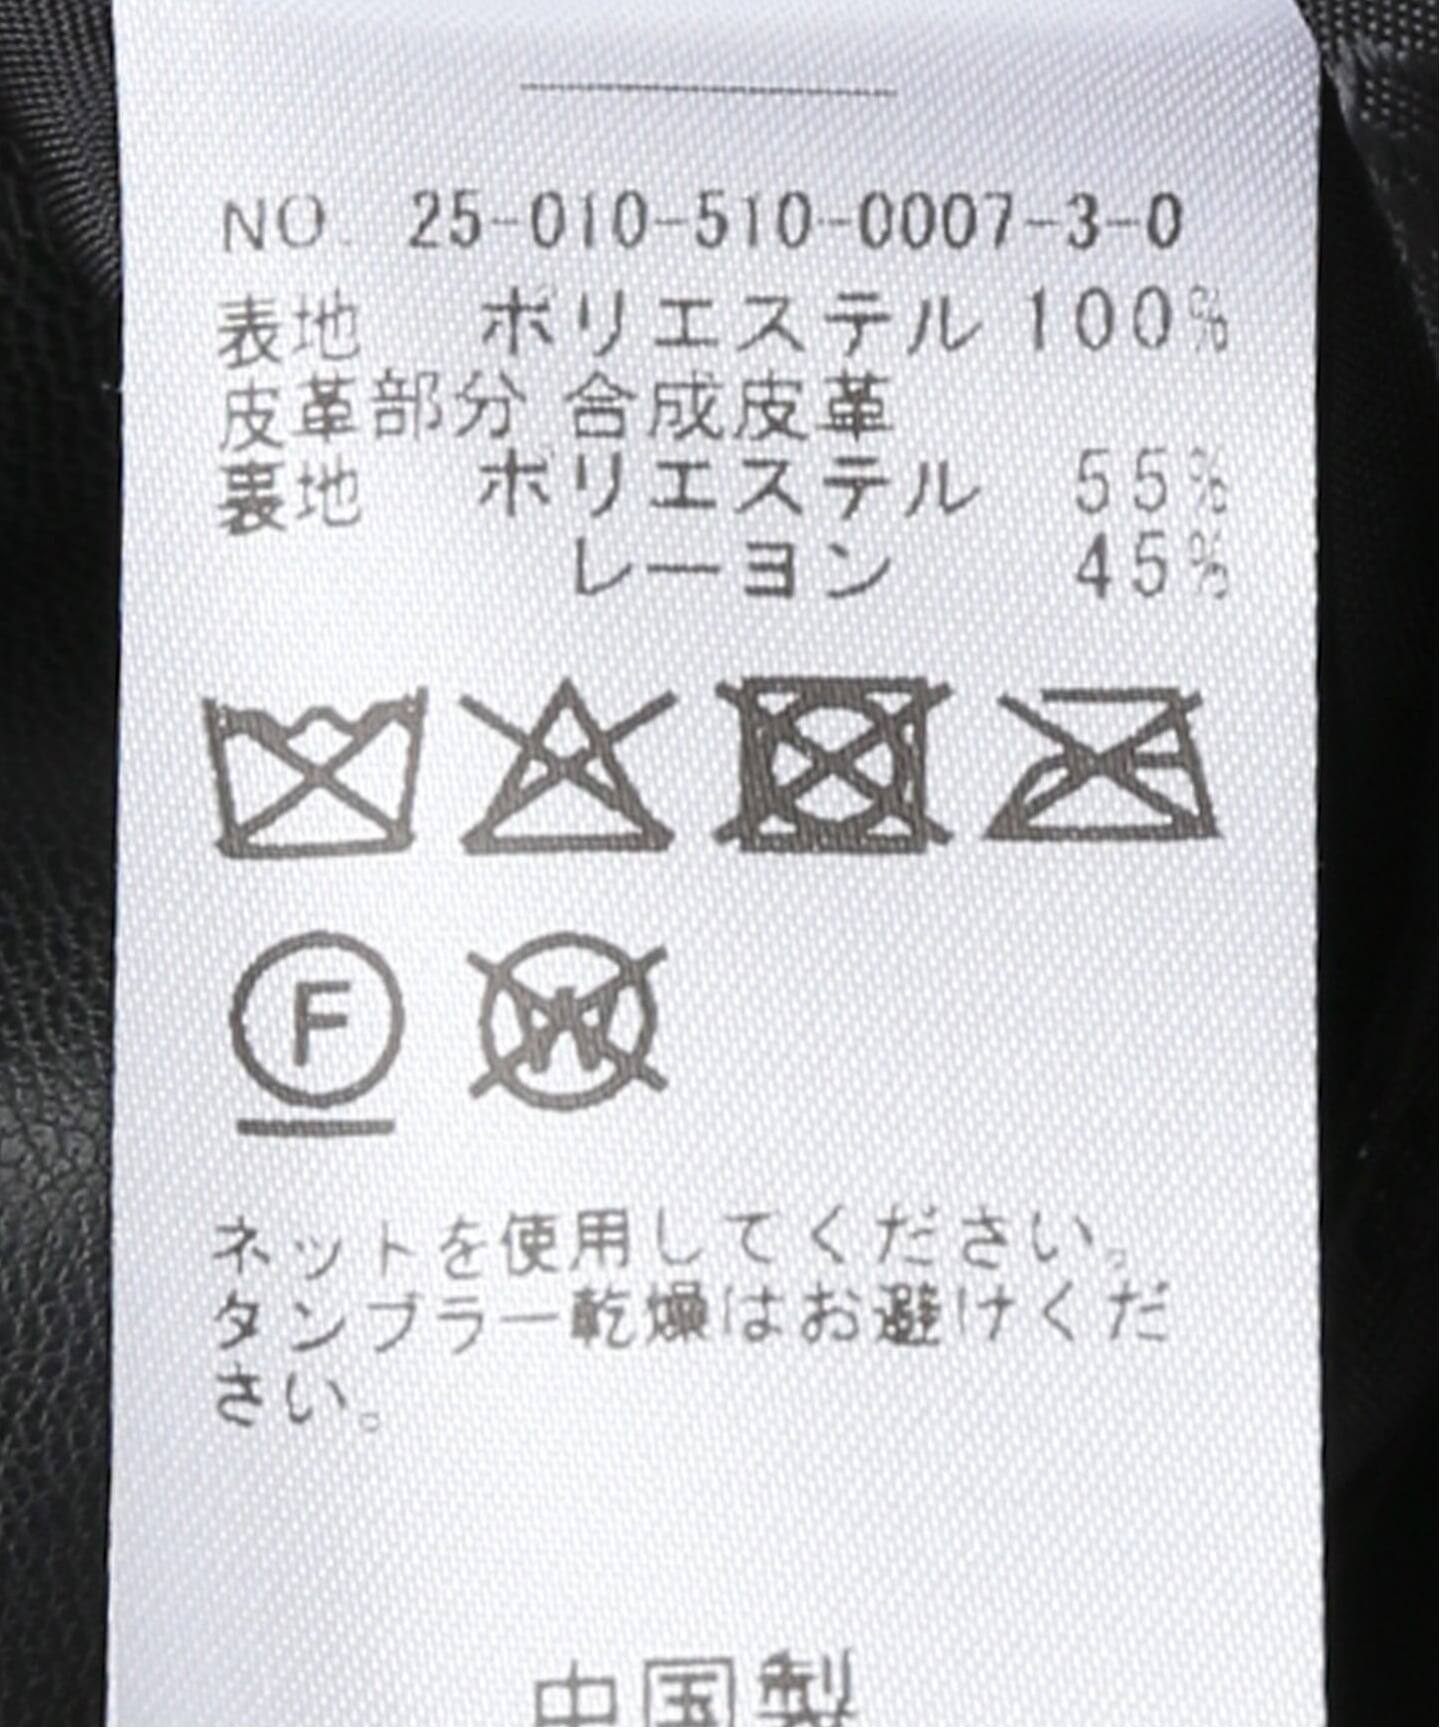 NO. 25-010-510-0007-3-0
表地 ポリエステル 100%
皮革部分 合成皮革
裏地 ポリエステル 55%
レーヨン 45%
F W
ネットを使用してください。
タンブラー乾燥はお避けくだ
さい。
中国製